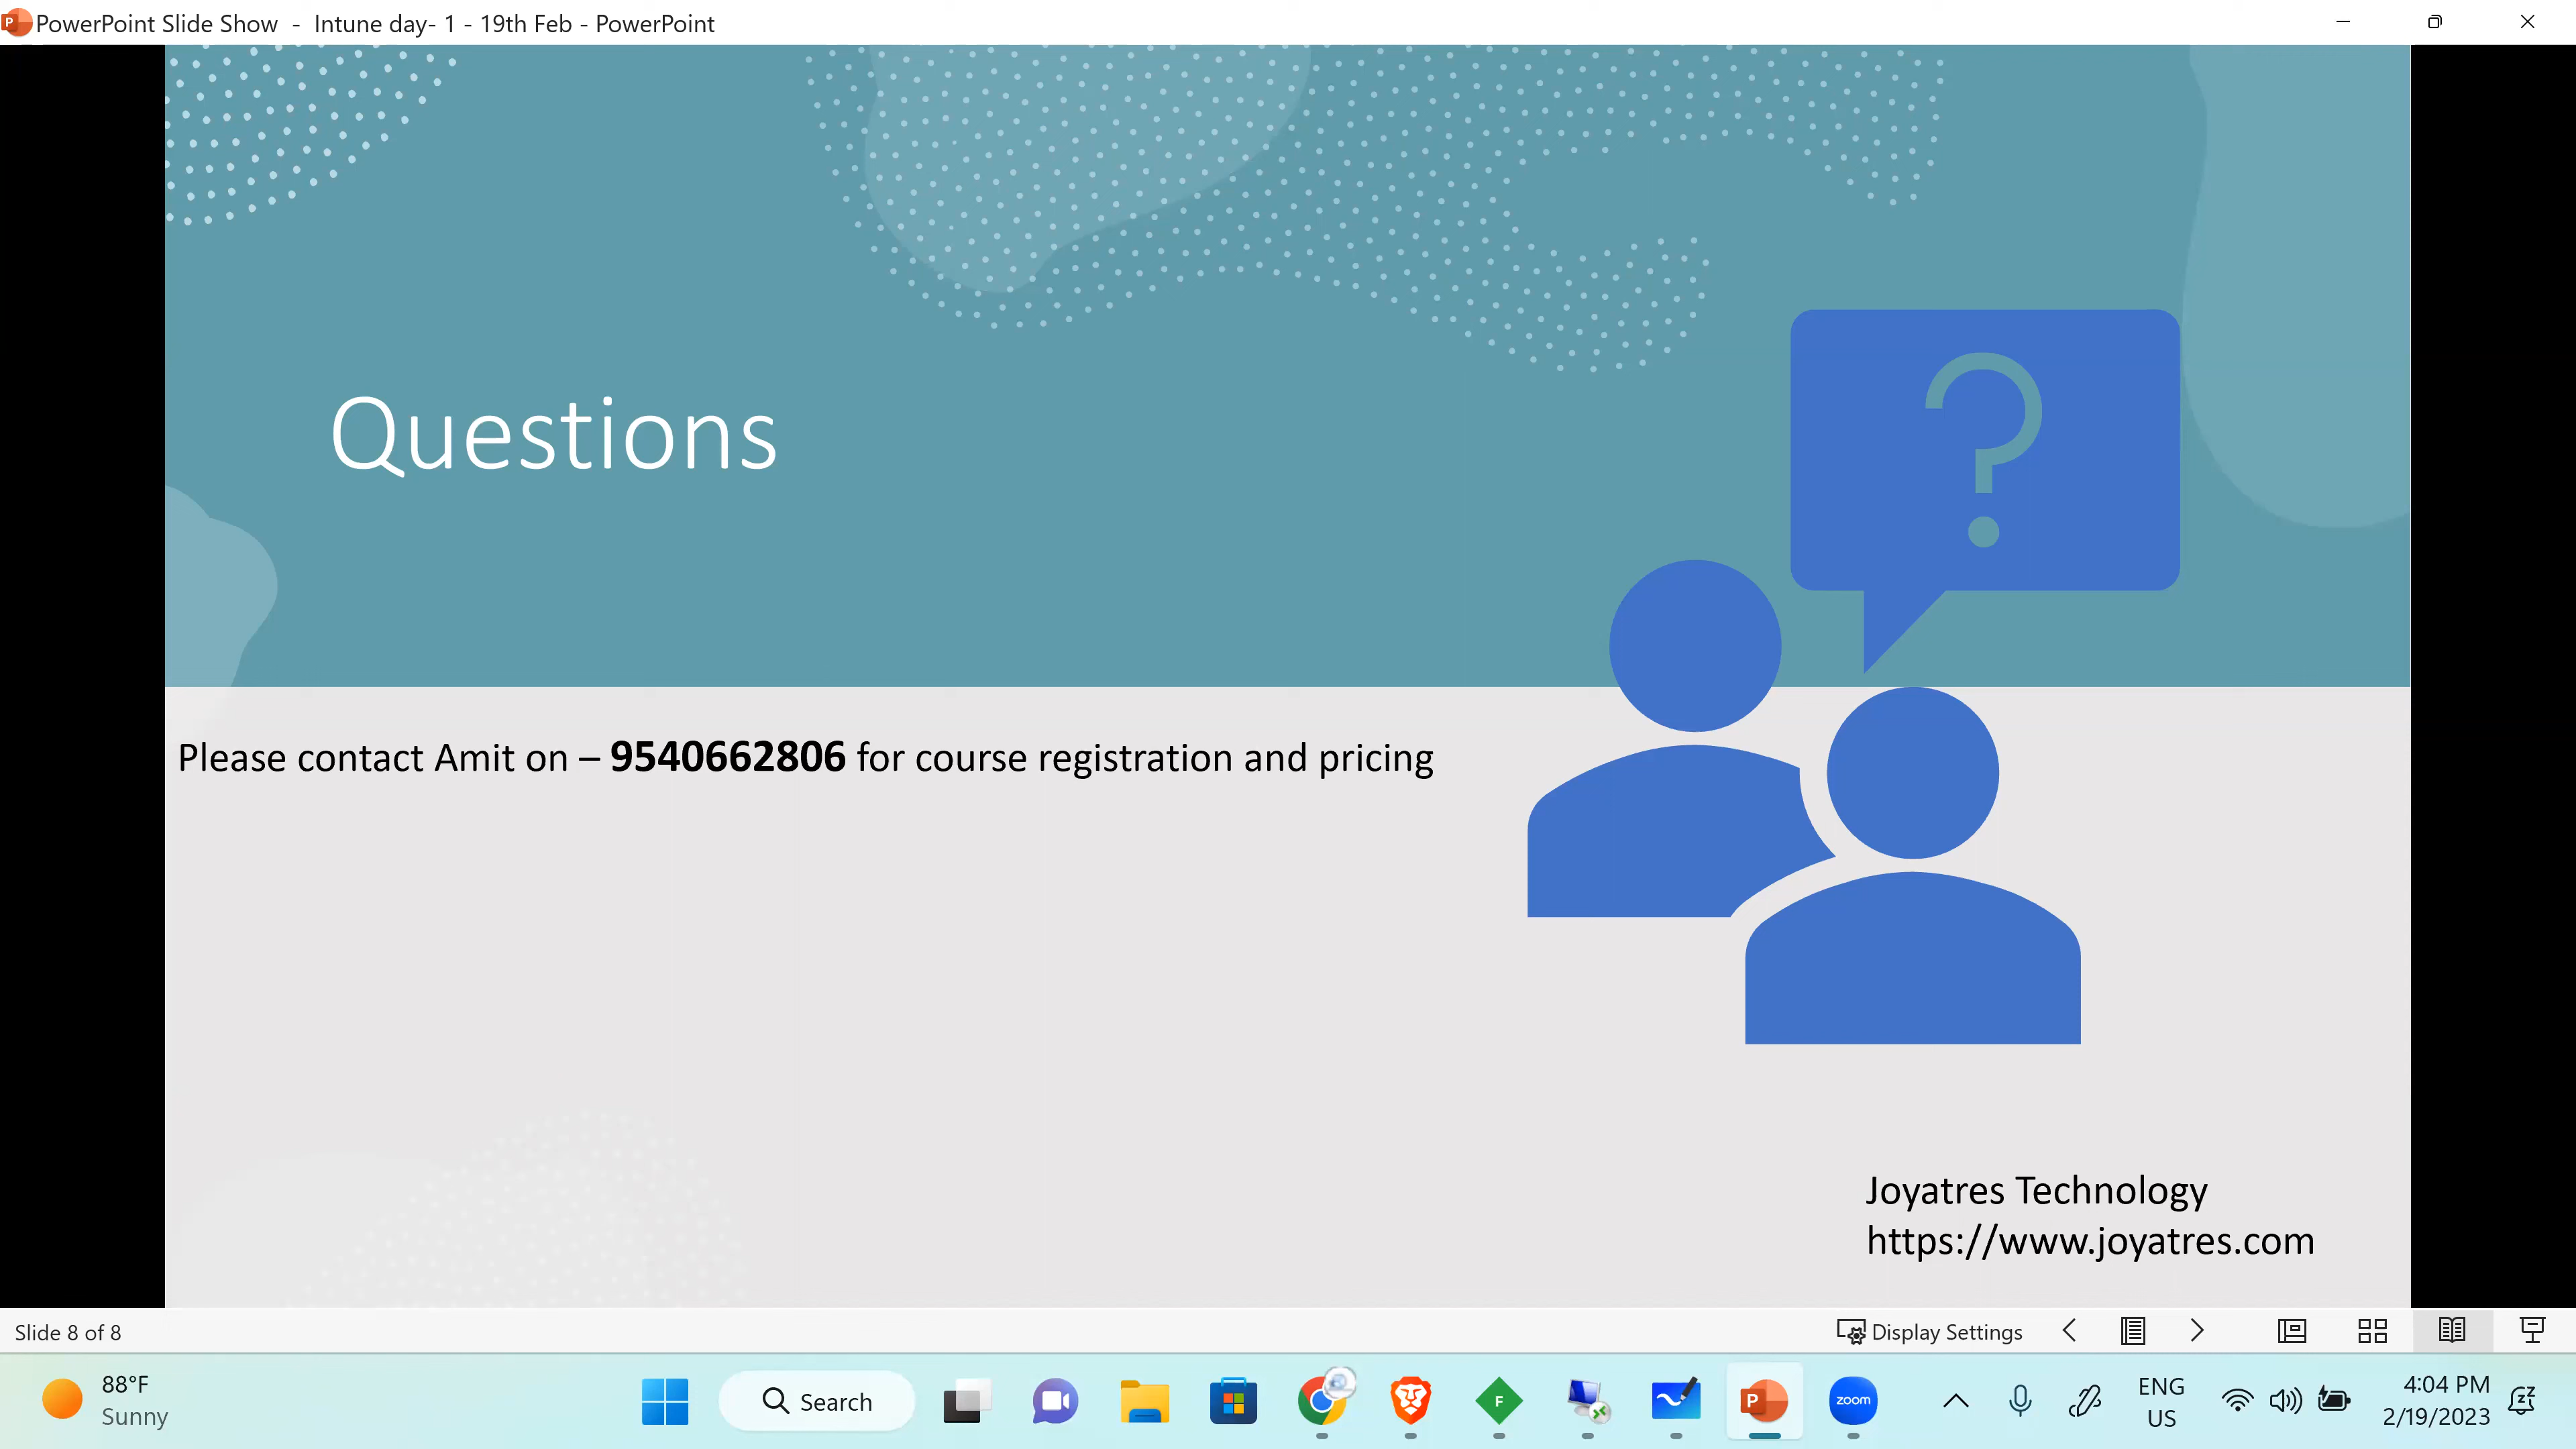 PowerPoint Slide Show - Intune day- 1 - 19th Feb - PowerPoint
Questions
?
Please contact Amit on – 9540662806 for course registration and pricing
Joyatres Technology
https://www.joyatres.com
Slide 8 of 8
Display Settings
88°F
Sunny
Search
F
P
zoom
ENG
US
4:04 PM
2/19/2023